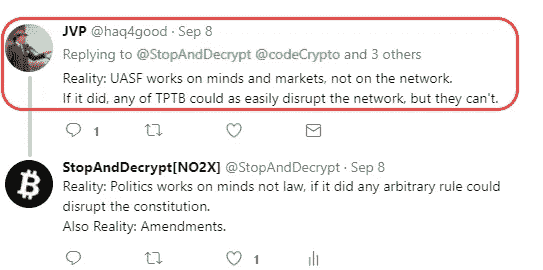 JVP @haq4good · Sep 8
Replying to @StopAndDecrypt @codeCrypto and 3 others
Reality: UASF works on minds and markets, not on the network.
If it did, any of TPTB could as easily disrupt the network, but they can't.
1
StopAndDecrypt[NO2X] @StopAndDecrypt · Sep 8
Reality: Politics works on minds not law, if it did any arbitrary rule could
disrupt the constitution.
Also Reality: Amendments.
1